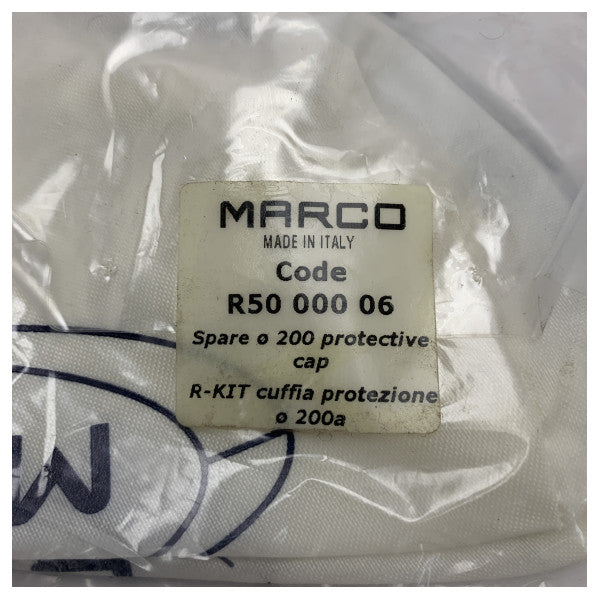 MARCO
MADE IN ITALY
Code
R50 000 06
Spare ø 200 protective
cap
R-KIT cuffia protezione
ø 200a